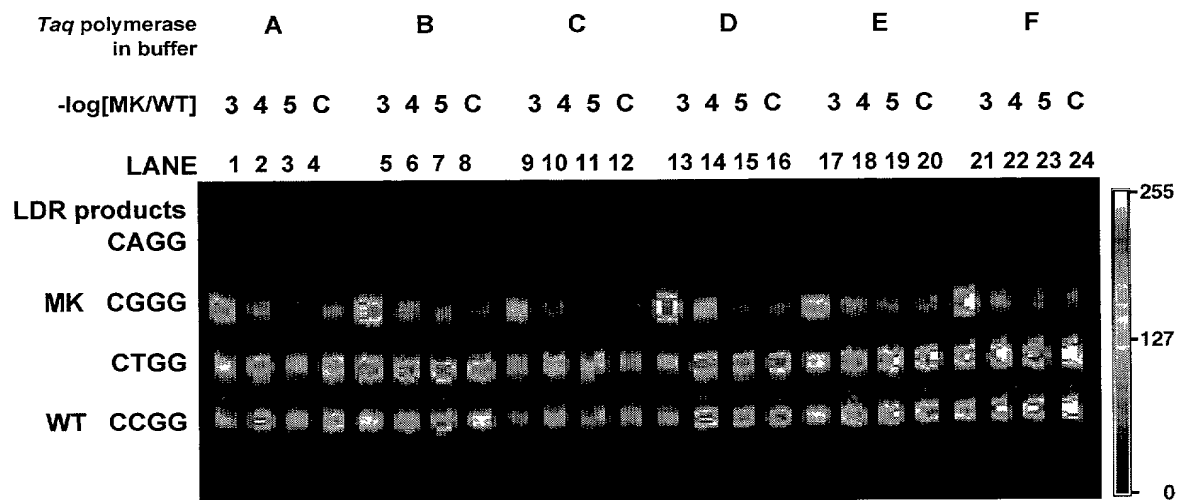 Taq polymerase in buffer A B C D E F
-log[MK/WT] 3 4 5 C 3 4 5 C 3 4 5 C 3 4 5 C 3 4 5 C 3 4 5 C
LANE 1 2 3 4 5 6 7 8 9 10 11 12 13 14 15 16 17 18 19 20 21 22 23 24
LDR products
CAGG
MK CGGG
CTGG
WT CCGG
255
127
0